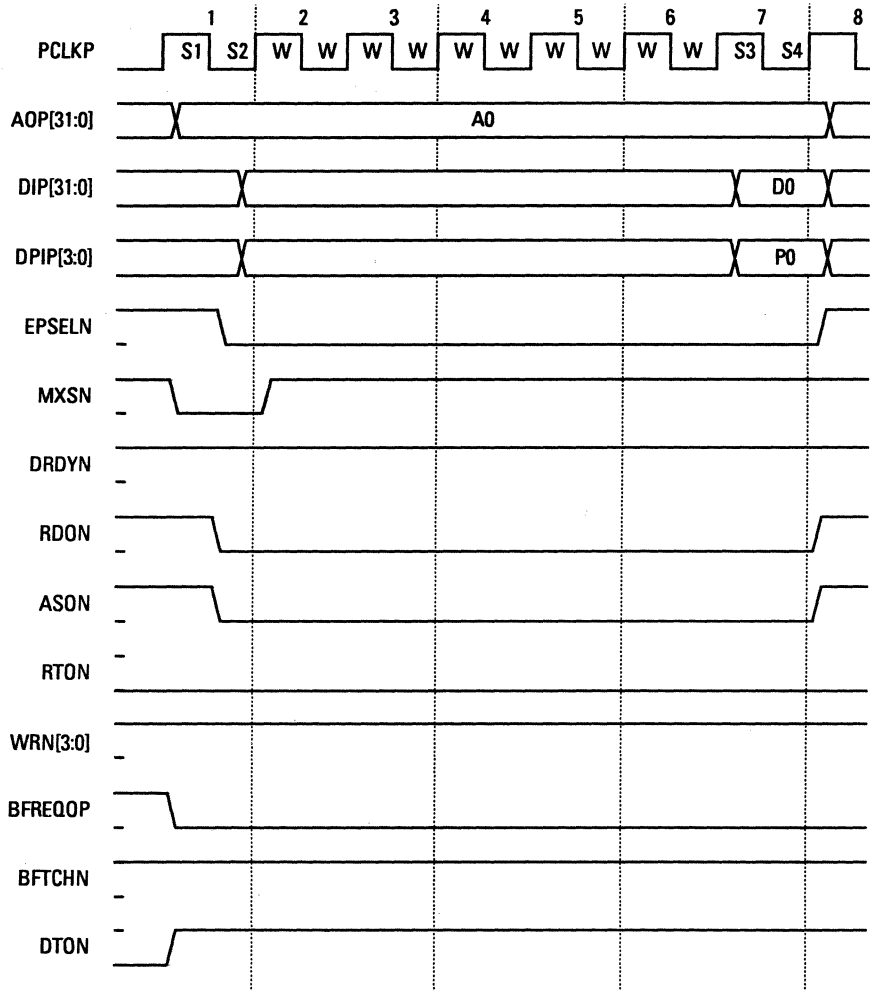 1 2 3 4 5 6 7 8
PCLKP S1 S2 W W W W W W W W W W S3 S4
AOP[31:0] A0
DIP[31:0] D0
DPIP[3:0] P0
EPSELN
MXSN
DRDYN
RDON
ASON
RTON
WRN[3:0]
BFREQOP
BFTCHN
DTON